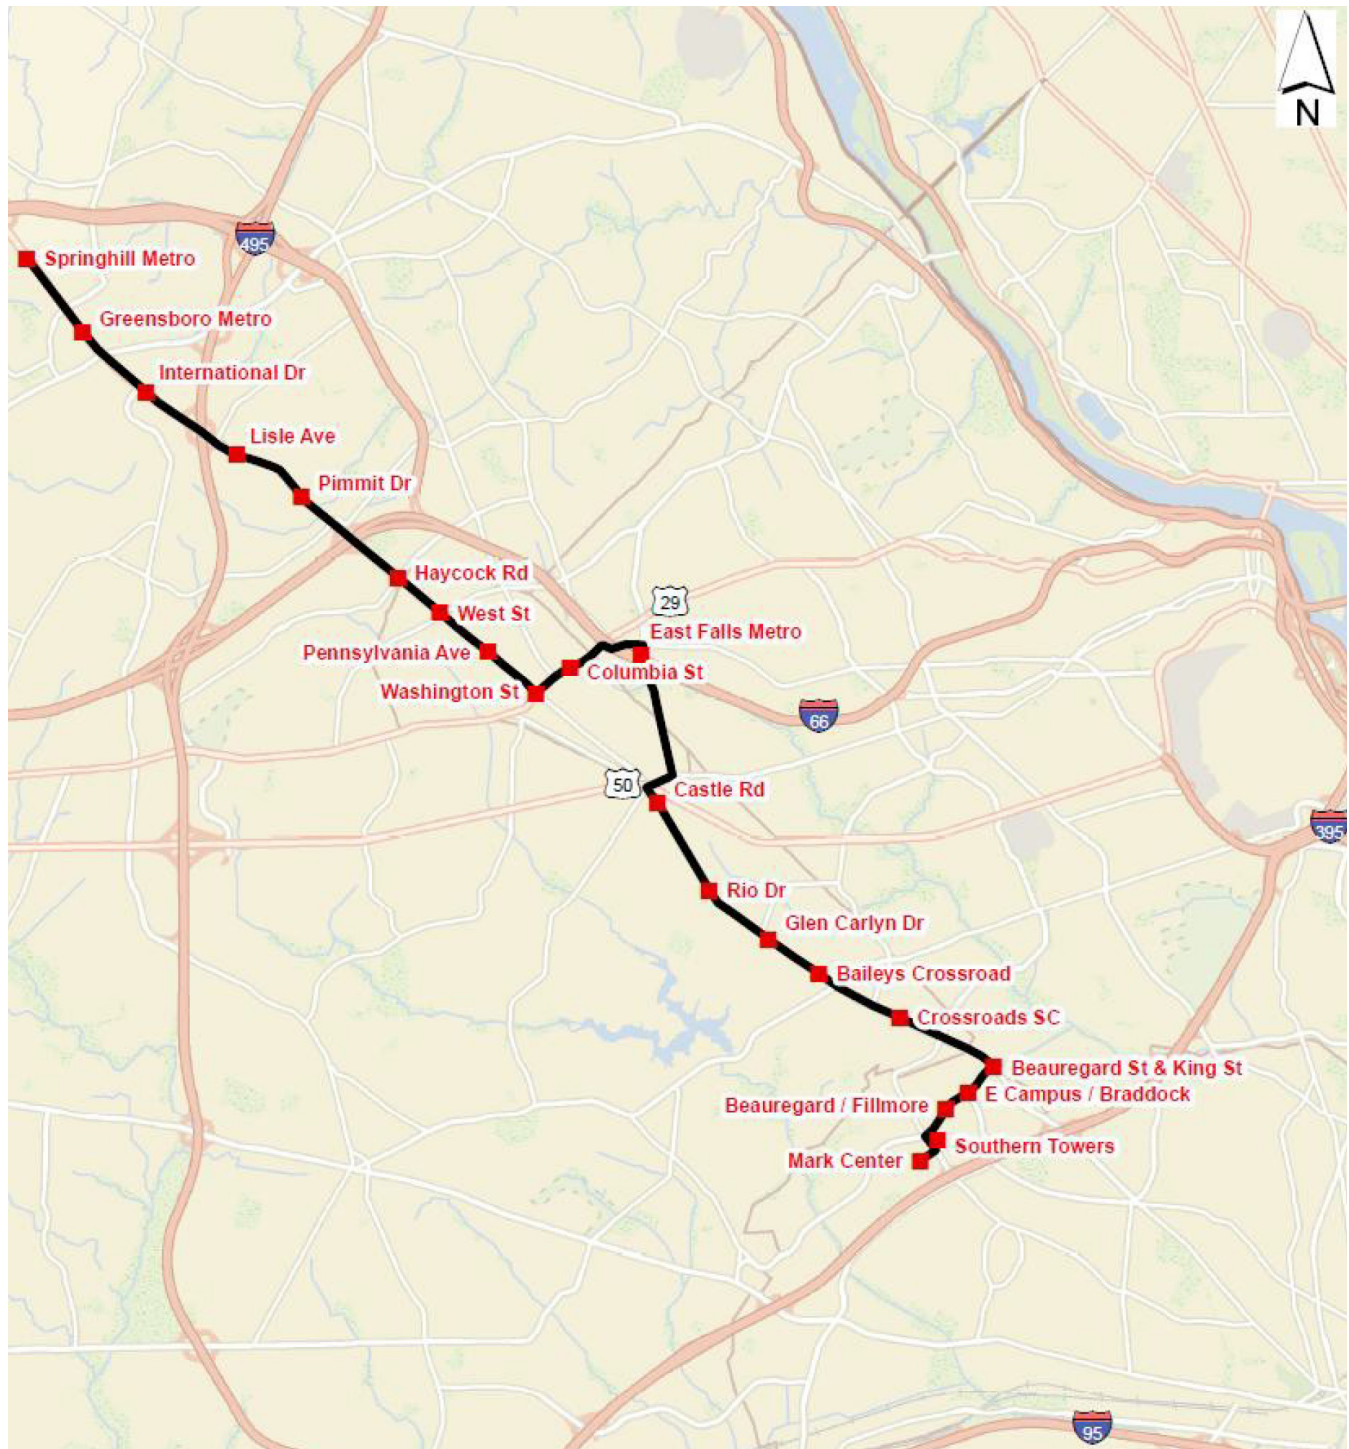 N
495
Springhill Metro
Greensboro Metro
International Dr
Lisle Ave
Pimmit Dr
Haycock Rd
29
West St
East Falls Metro
Pennsylvania Ave
Columbia St
Washington St
66
50
Castle Rd
395
Rio Dr
Glen Carlyn Dr
Baileys Crossroad
Crossroads SC
Beauregard St & King St
E Campus / Braddock
Beauregard / Fillmore
Southern Towers
Mark Center
95